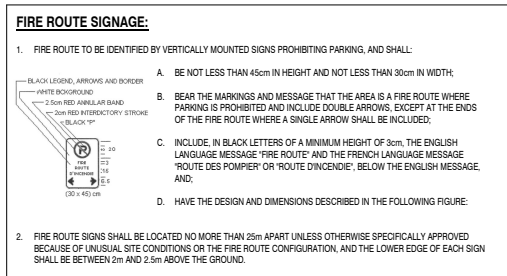 FIRE ROUTE SIGNAGE:
1. FIRE ROUTE TO BE IDENTIFIED BY VERTICALLY MOUNTED SIGNS PROHIBITING PARKING, AND SHALL:
A. BE NOT LESS THAN 45cm IN HEIGHT AND NOT LESS THAN 30cm IN WIDTH;
B. BEAR THE MARKINGS AND MESSAGE THAT THE AREA IS A FIRE ROUTE WHERE
PARKING IS PROHIBITED AND INCLUDE DOUBLE ARROWS, EXCEPT AT THE ENDS
OF THE FIRE ROUTE WHERE A SINGLE ARROW SHALL BE INCLUDED;
C. INCLUDE, IN BLACK LETTERS OF A MINIMUM HEIGHT OF 3cm, THE ENGLISH
LANGUAGE MESSAGE "FIRE ROUTE" AND THE FRENCH LANGUAGE MESSAGE
"ROUTE DES POMPIER" OR "ROUTE D'INCENDIE", BELOW THE ENGLISH MESSAGE,
AND;
D. HAVE THE DESIGN AND DIMENSIONS DESCRIBED IN THE FOLLOWING FIGURE:
BLACK LEGEND, ARROWS AND BORDER
WHITE BCKGROUND
2.5cm RED ANNULAR BAND
2cm RED INTERDICTORY STROKE
BLACK "P"
P
FIRE
ROUTE
D'INCENDIE
20
(30 x 45) cm
2. FIRE ROUTE SIGNS SHALL BE LOCATED NO MORE THAN 25m APART UNLESS OTHERWISE SPECIFICALLY APPROVED
BECAUSE OF UNUSUAL SITE CONDITIONS OR THE FIRE ROUTE CONFIGURATION, AND THE LOWER EDGE OF EACH SIGN
SHALL BE BETWEEN 2m AND 2.5m ABOVE THE GROUND.